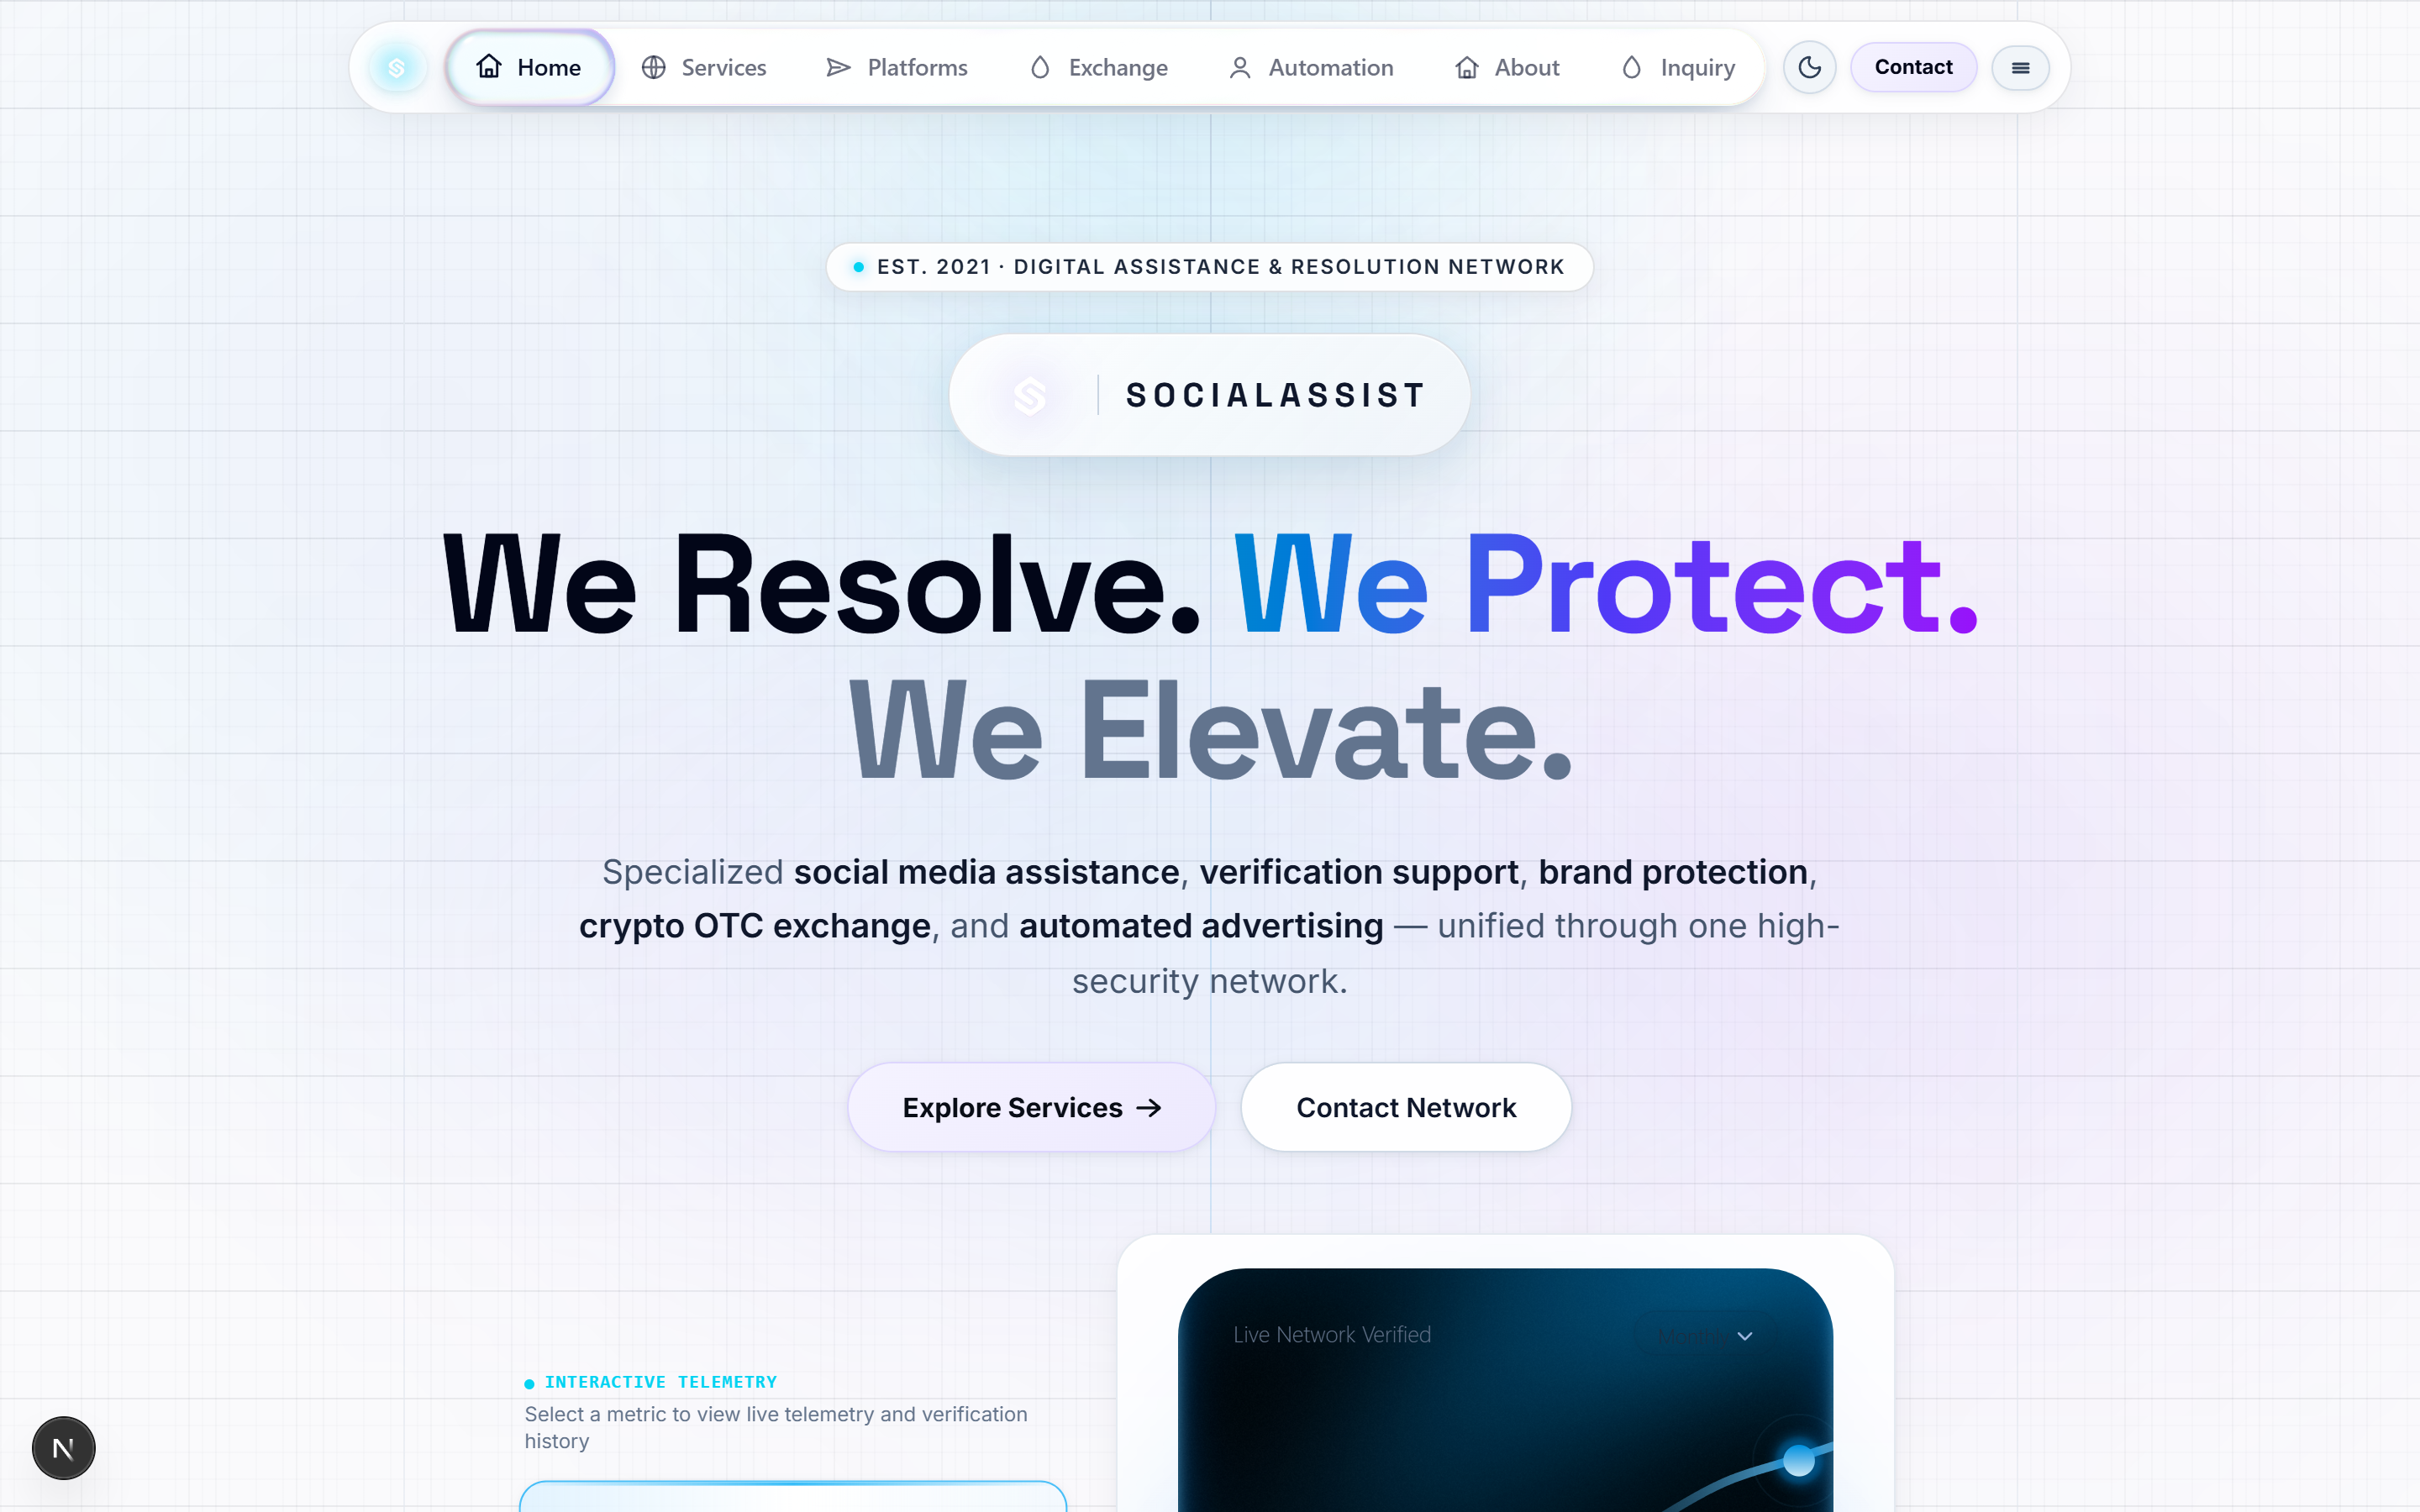 Home
Services
Platforms
Exchange
Automation
About
Inquiry
Contact
EST. 2021 · DIGITAL ASSISTANCE & RESOLUTION NETWORK
SOCIALASSIST
We Resolve. We Protect.
We Elevate.
Specialized social media assistance, verification support, brand protection,
crypto OTC exchange, and automated advertising — unified through one high-
security network.
Explore Services →
Contact Network
Live Network Verified
Monthly
INTERACTIVE TELEMETRY
Select a metric to view live telemetry and verification
history
N